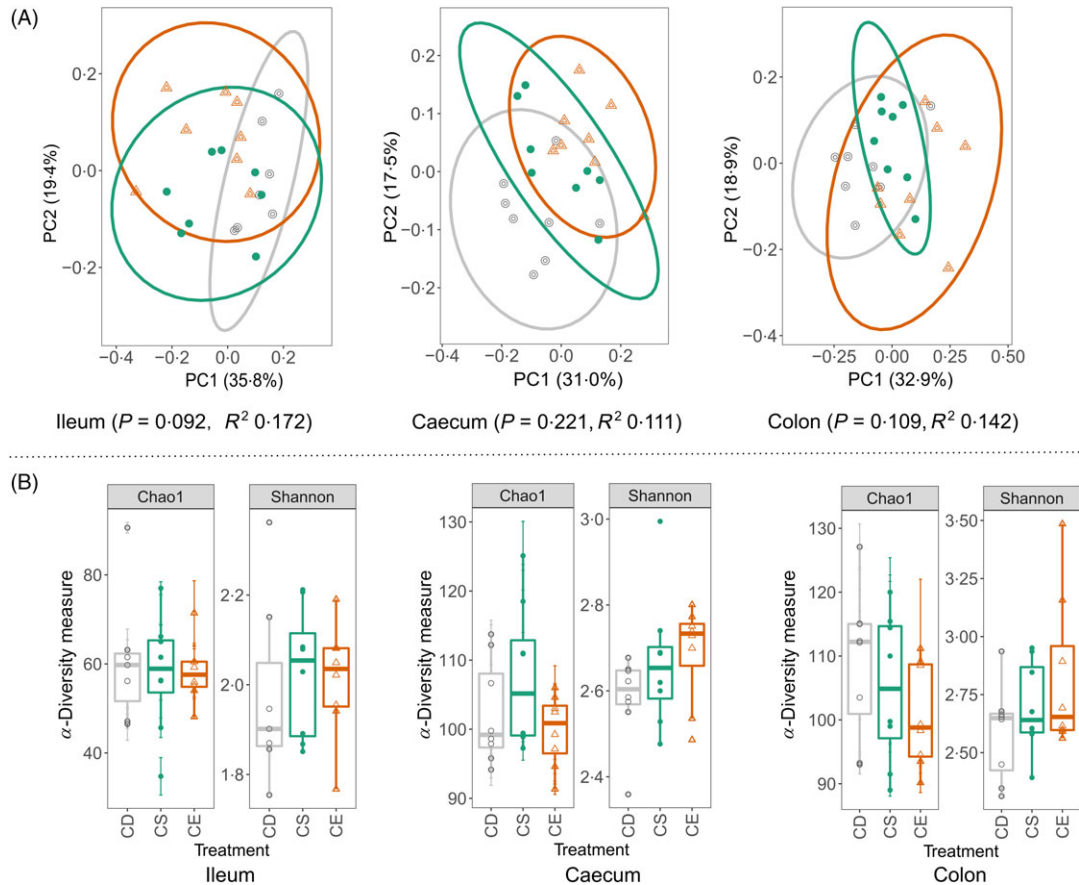 (A)
0·2
0·0
−0·2
PC2 (19·4%)
−0·4 −0·2 0·0 0·2
PC1 (35·8%)
Ileum (P = 0·092, R² 0·172)
0·2
0·1
0·0
−0·1
−0·2
PC2 (17·5%)
−0·4 −0·2 0·0 0·2
PC1 (31·0%)
Caecum (P = 0·221, R² 0·111)
0·2
0·0
−0·2
−0·4
PC2 (18·9%)
−0·25 0·00 0·25 0·50
PC1 (32·9%)
Colon (P = 0·109, R² 0·142)
(B)
Chao1 Shannon
α-Diversity measure
80
60
40
2·2
2·0
1·8
CD CS CE CD CS CE
Treatment
Ileum
Chao1 Shannon
α-Diversity measure
130
120
110
100
90
3·0
2·8
2·6
2·4
CD CS CE CD CS CE
Treatment
Caecum
Chao1 Shannon
α-Diversity measure
130
120
110
100
90
3·50
3·25
3·00
2·75
2·50
CD CS CE CD CS CE
Treatment
Colon